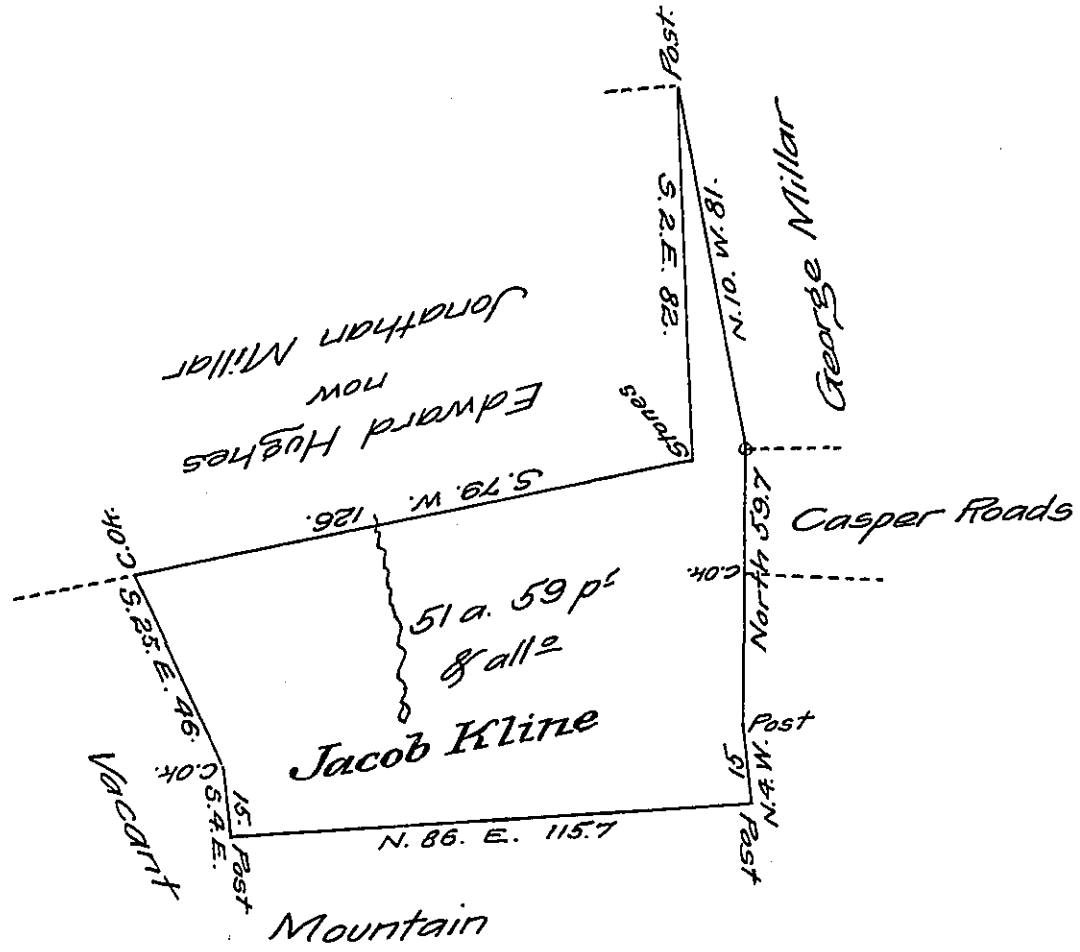 Post
George Millar
N. 10. W. 81.
S. 2. E. 82.
Jonathan Millar
now
Edward Hughes
Stones
S. 79. W. 126.
Casper Roads
C.Ok.
North 59.7
C.Ok.
S. 25. E. 46.
51 a. 59 ps
& allo
Jacob Kline
Post
N. 4. W. 15
Post
C.Ok.
S. 4. E. 15.
Post
N. 86. E. 115.7
Vacant
Mountain